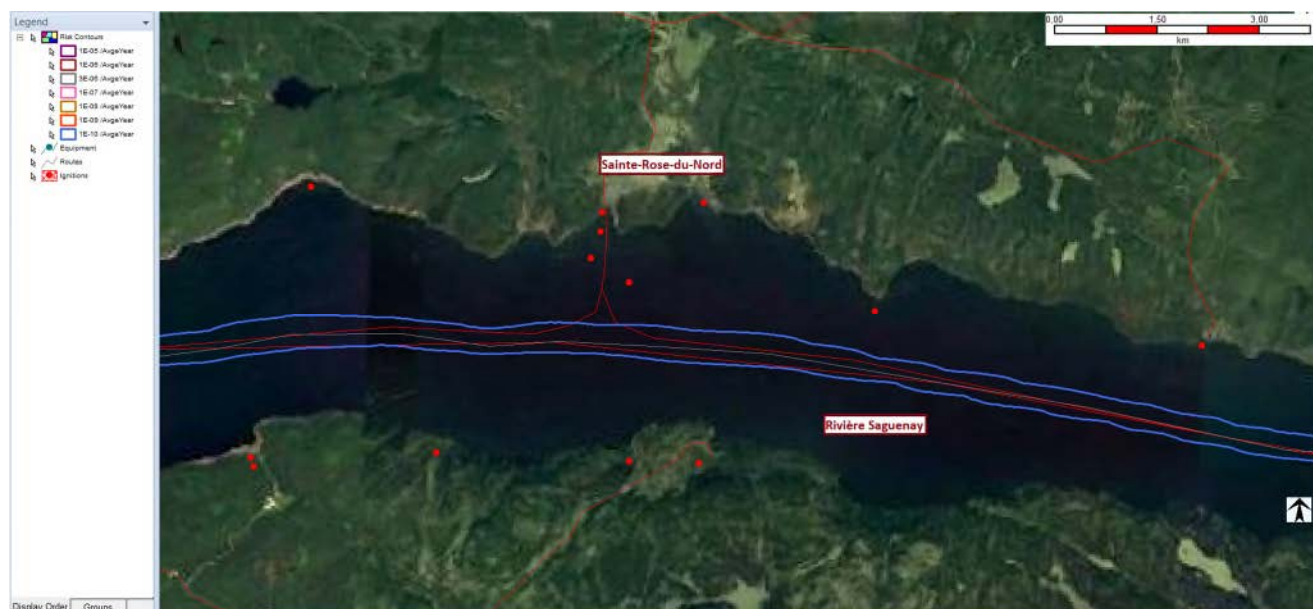 Legend
Risk Contours
1E-05 /AvgeYear
1E-06 /AvgeYear
3E-06 /AvgeYear
1E-07 /AvgeYear
1E-08 /AvgeYear
1E-09 /AvgeYear
1E-10 /AvgeYear
Equipment
Routes
Ignitions
Display Order Groups
0,00 1,50 3,00
km
Sainte-Rose-du-Nord
Rivière Saguenay